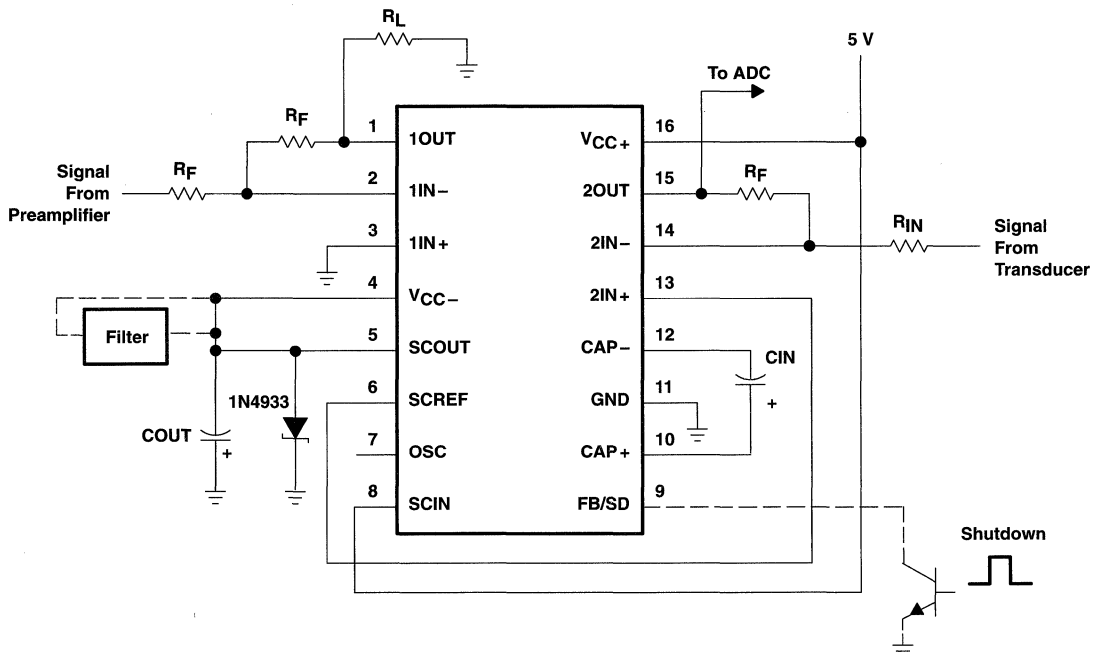 RL
5 V
To ADC
RF
1
1OUT
VCC+
16
Signal
From
Preamplifier
RF
2
1IN−
2OUT
15
RF
3
1IN+
2IN−
14
RIN
Signal
From
Transducer
4
VCC−
2IN+
13
Filter
5
SCOUT
CAP−
12
CIN
+
1N4933
6
SCREF
GND
11
COUT
+
7
OSC
CAP+
10
8
SCIN
FB/SD
9
Shutdown